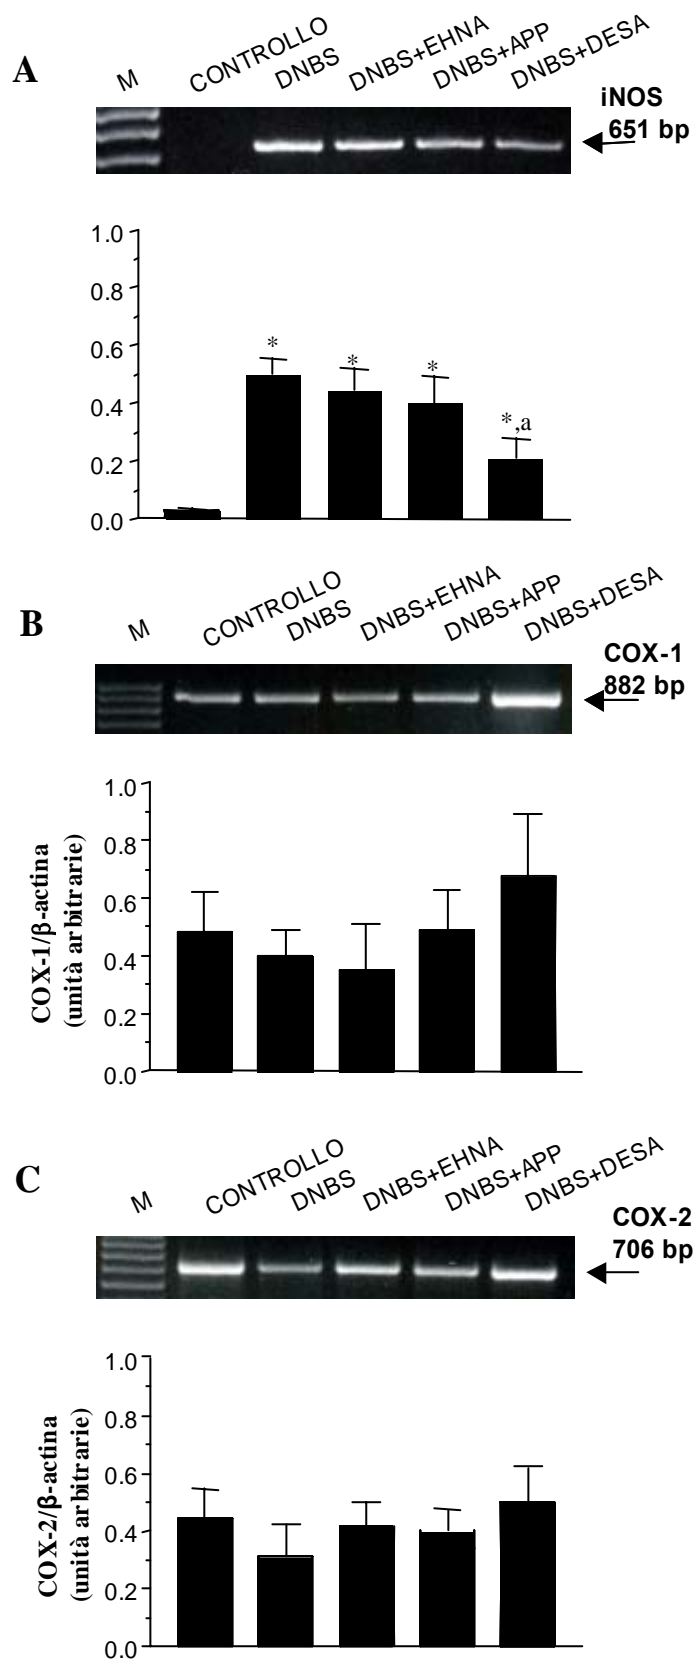 A
M CONTROLLO DNBS DNBS+EHNA DNBS+APP DNBS+DESA
iNOS
651 bp
1.0
0.8
0.6
0.4
0.2
0.0
* * * *,a
B
M CONTROLLO DNBS DNBS+EHNA DNBS+APP DNBS+DESA
COX-1
882 bp
COX-1/β-actina
(unità arbitrarie)
1.0
0.8
0.6
0.4
0.2
0.0
C
M CONTROLLO DNBS DNBS+EHNA DNBS+APP DNBS+DESA
COX-2
706 bp
COX-2/β-actina
(unità arbitrarie)
1.0
0.8
0.6
0.4
0.2
0.0